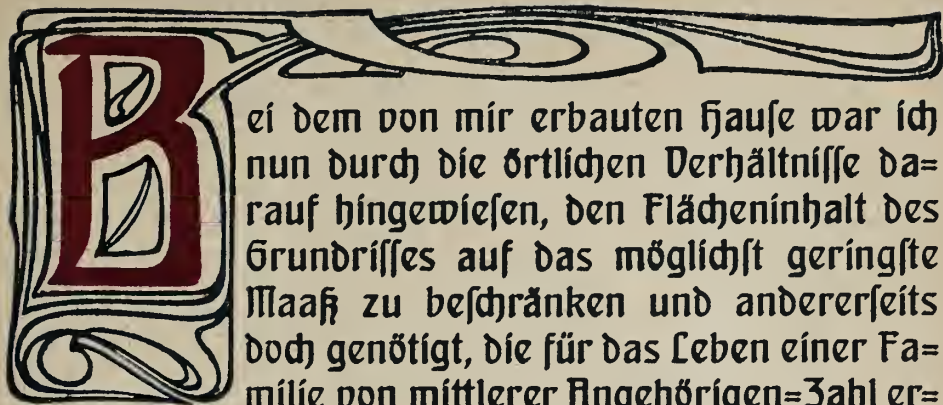 Bei dem von mir erbauten Hauſe war ich
nun durch die örtlichen Verhältniſſe da=
rauf hingewieſen, den Flächeninhalt des
Grundriſſes auf das möglichſt geringſte
Maaß zu beſchränken und andererſeits
doch genötigt, die für das Leben einer Fa=
milie von mittlerer Angehörigen=Zahl er=